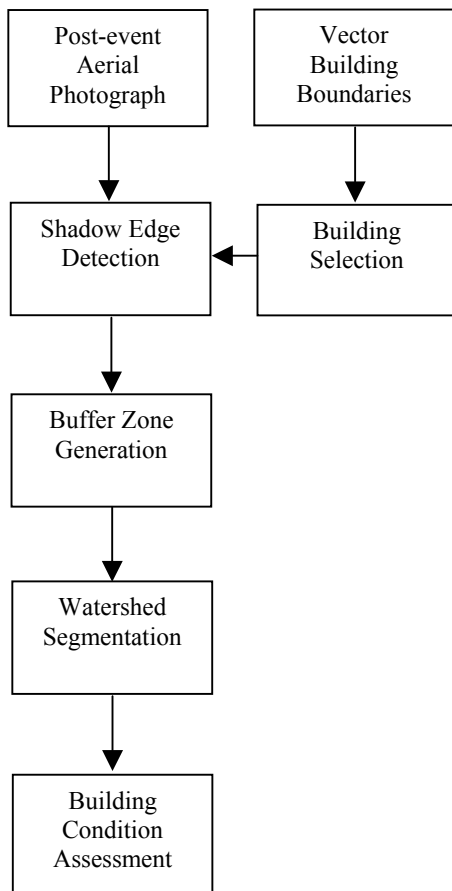 Post-event
Aerial
Photograph
Vector
Building
Boundaries
Shadow Edge
Detection
Building
Selection
Buffer Zone
Generation
Watershed
Segmentation
Building
Condition
Assessment